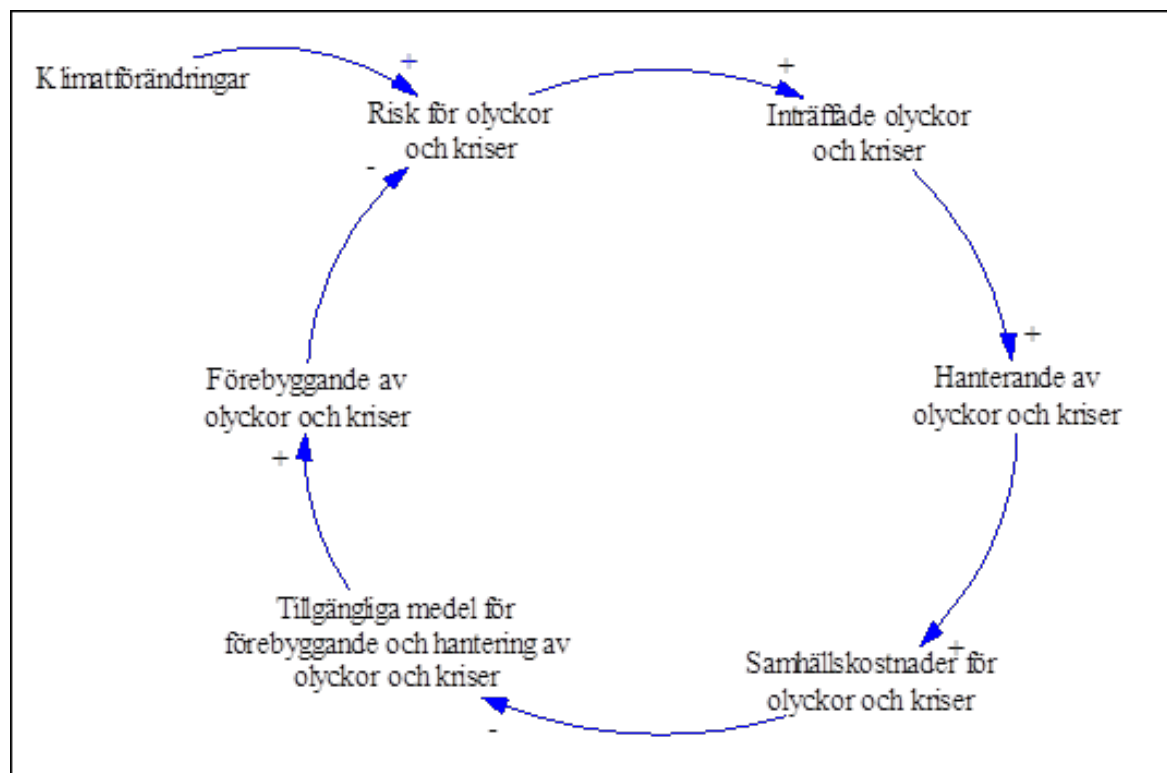 Klimatförändringar
+
Risk för olyckor
och kriser
+
Inträffade olyckor
och kriser
-
+
Hanterande av
olyckor och kriser
Förebyggande av
olyckor och kriser
+
Tillgängliga medel för
förebyggande och hantering av
olyckor och kriser
+
Samhällskostnader för
olyckor och kriser
-